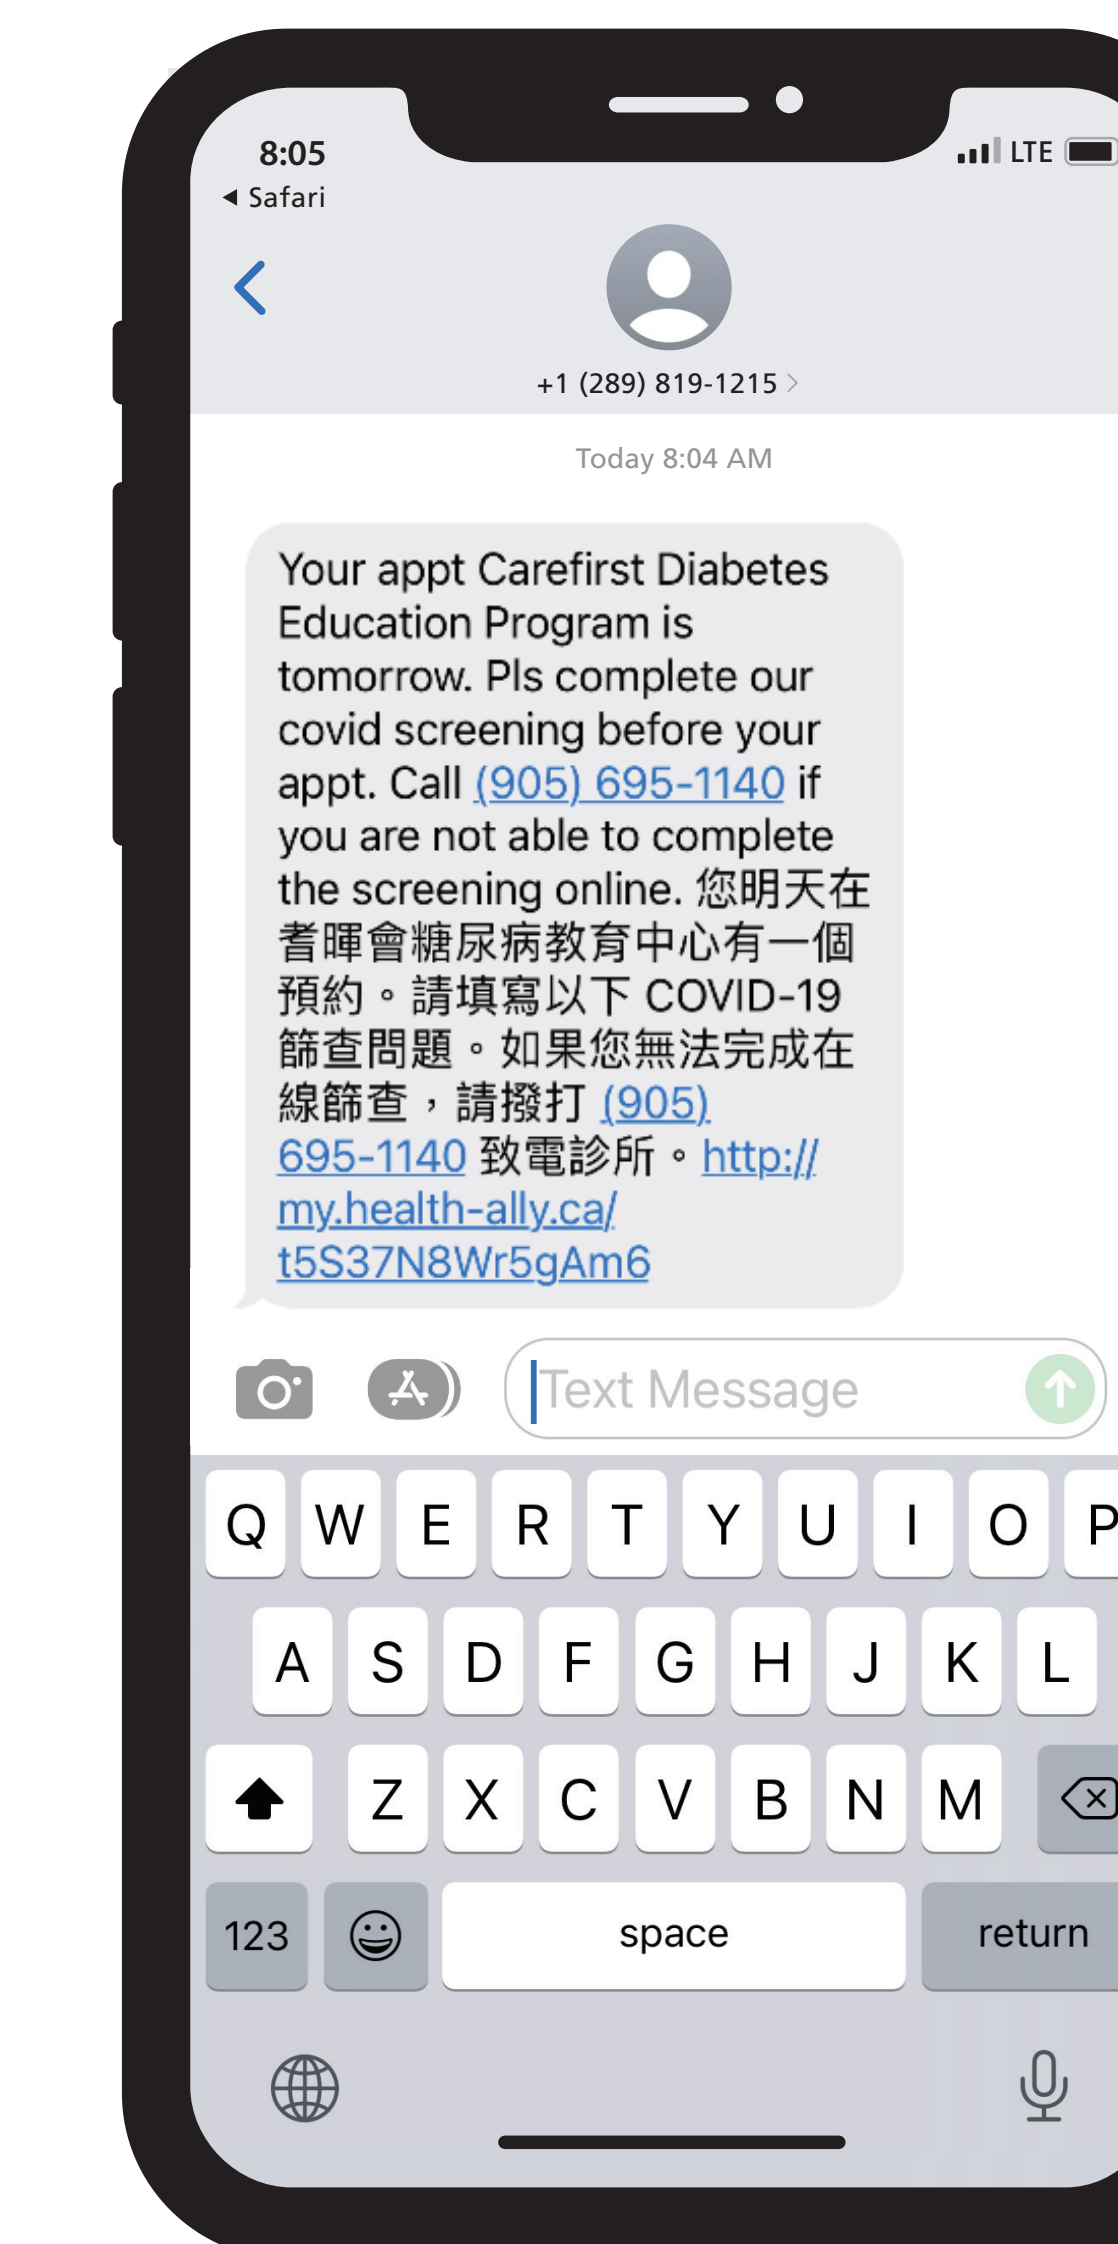 8:05
LTE
Safari
+1 (289) 819-1215
Today 8:04 AM
Your appt Carefirst Diabetes
Education Program is
tomorrow. Pls complete our
covid screening before your
appt. Call (905) 695-1140 if
you are not able to complete
the screening online. 您明天在
耆暉會糖尿病教育中心有一個
預約。請填寫以下 COVID-19
篩查問題。如果您無法完成在
線篩查，請撥打 (905)
695-1140 致電診所。http://
my.health-ally.ca/
t5S37N8Wr5gAm6
Text Message
Q W E R T Y U I O P
A S D F G H J K L
Z X C V B N M
123 space return